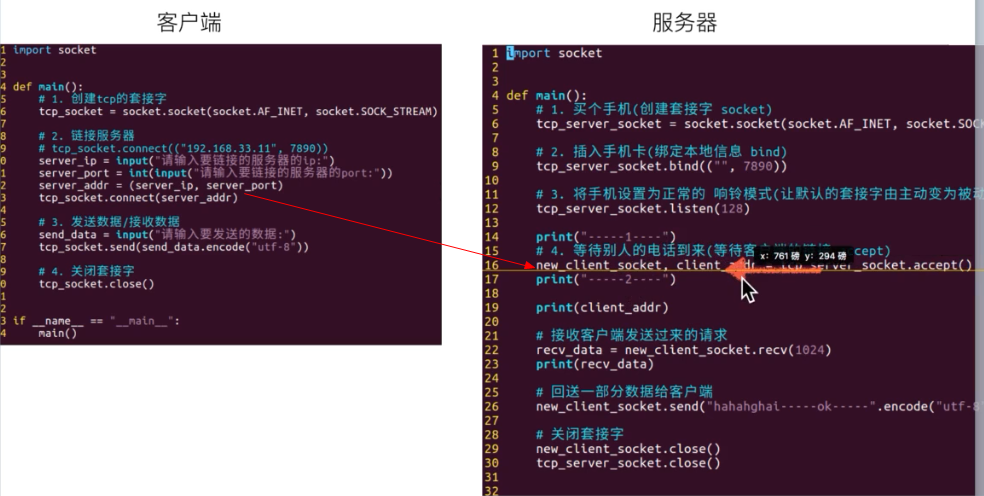 客户端
1 import socket
2
3
4 def main():
5 # 1. 创建tcp的套接字
6 tcp_socket = socket.socket(socket.AF_INET, socket.SOCK_STREAM)
7
8 # 2. 链接服务器
9 # tcp_socket.connect(("192.168.33.11", 7890))
0 server_ip = input("请输入要链接的服务器的ip:")
1 server_port = int(input("请输入要链接的服务器的port:"))
2 server_addr = (server_ip, server_port)
3 tcp_socket.connect(server_addr)
4
5 # 3. 发送数据/接收数据
6 send_data = input("请输入要发送的数据:")
7 tcp_socket.send(send_data.encode("utf-8"))
8
9 # 4. 关闭套接字
0 tcp_socket.close()
1
2
3 if __name__ == "__main__":
4 main()
服务器
1 import socket
2
3
4 def main():
5 # 1. 买个手机(创建套接字 socket)
6 tcp_server_socket = socket.socket(socket.AF_INET, socket.SOC
7
8 # 2. 插入手机卡(绑定本地信息 bind)
9 tcp_server_socket.bind(("", 7890))
10
11 # 3. 将手机设置为正常的 响铃模式(让默认的套接字由主动变为被动
12 tcp_server_socket.listen(128)
13
14 print("-----1----")
15 # 4. 等待别人的电话到来(等待客户端的链接 accept)
x: 761 磅 y: 294 磅
16 new_client_socket, client_addr = tcp_server_socket.accept()
17 print("-----2----")
18
19 print(client_addr)
20
21 # 接收客户端发送过来的请求
22 recv_data = new_client_socket.recv(1024)
23 print(recv_data)
24
25 # 回送一部分数据给客户端
26 new_client_socket.send("hahahghai-----ok-----".encode("utf-8
27
28 # 关闭套接字
29 new_client_socket.close()
30 tcp_server_socket.close()
31
32